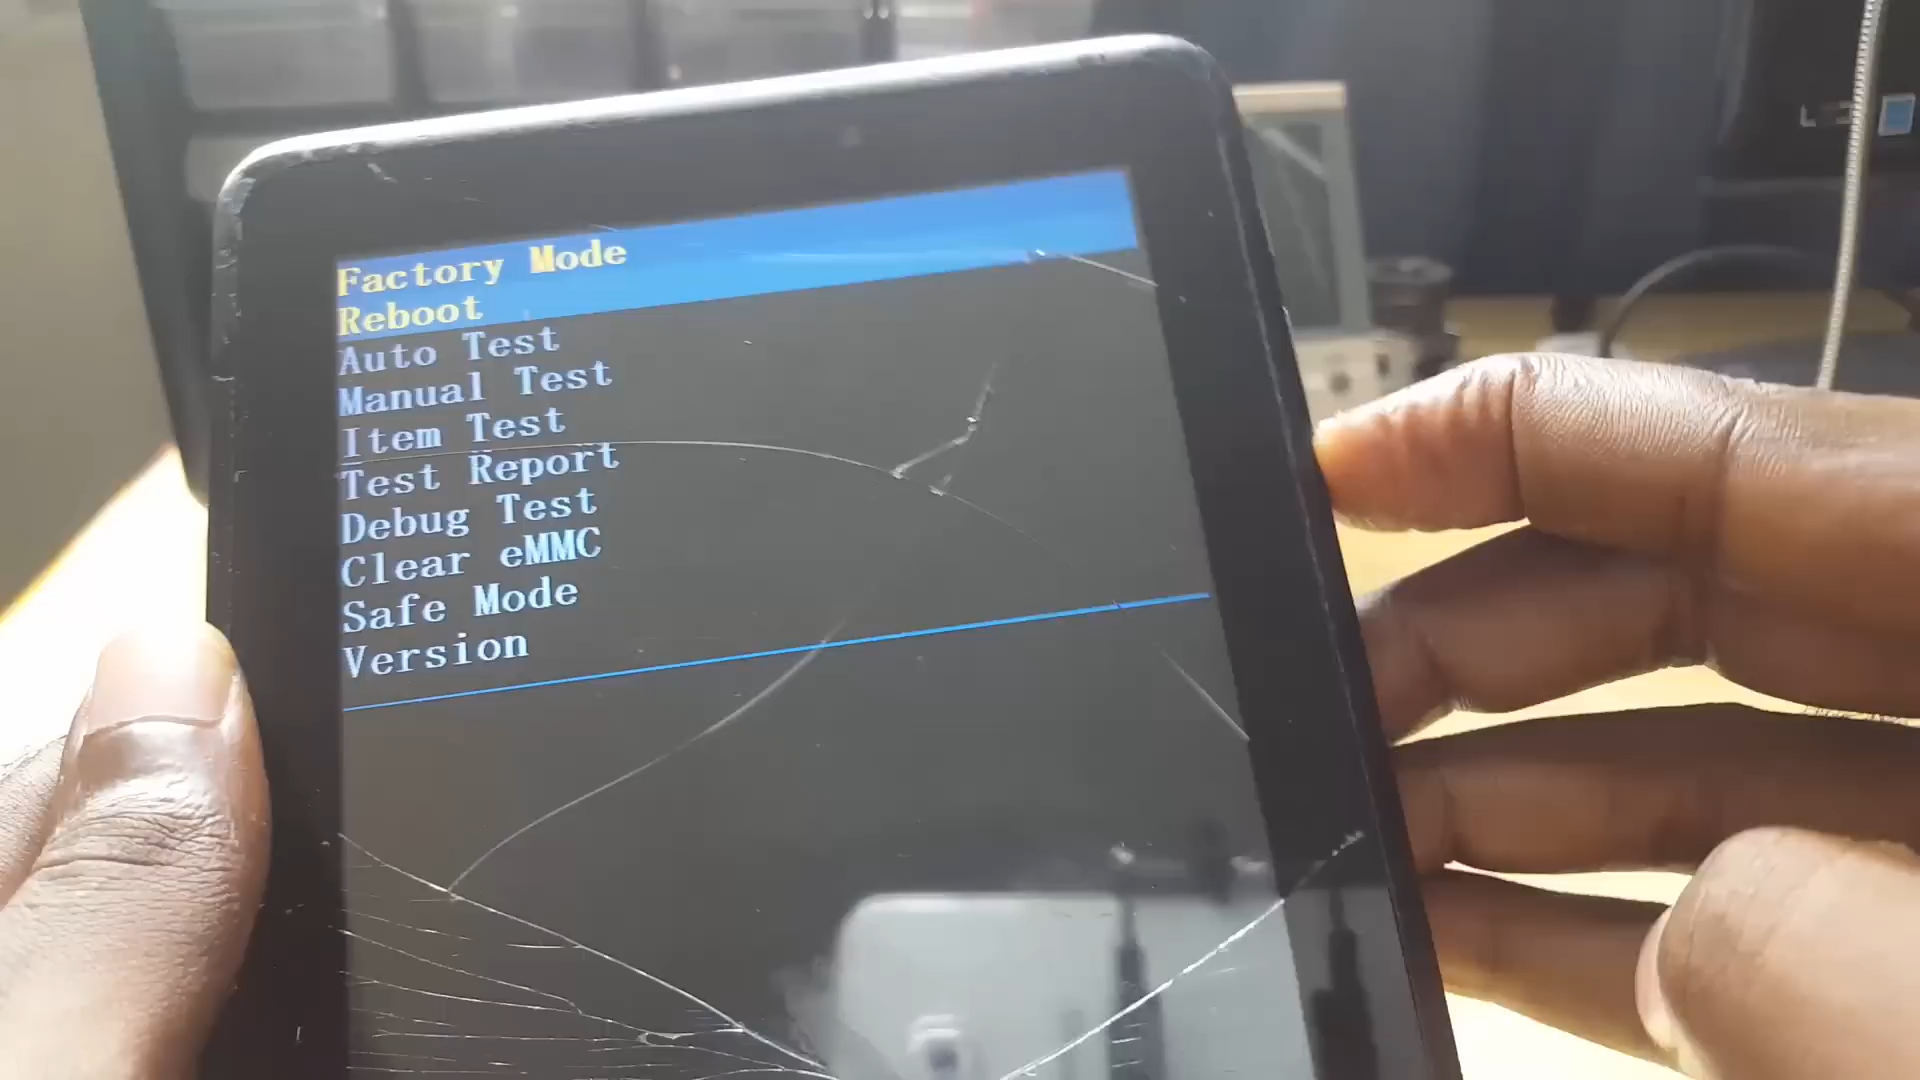 Factory Mode
Reboot
Auto Test
Manual Test
Item Test
Test Report
Debug Test
Clear eMMC
Safe Mode
Version